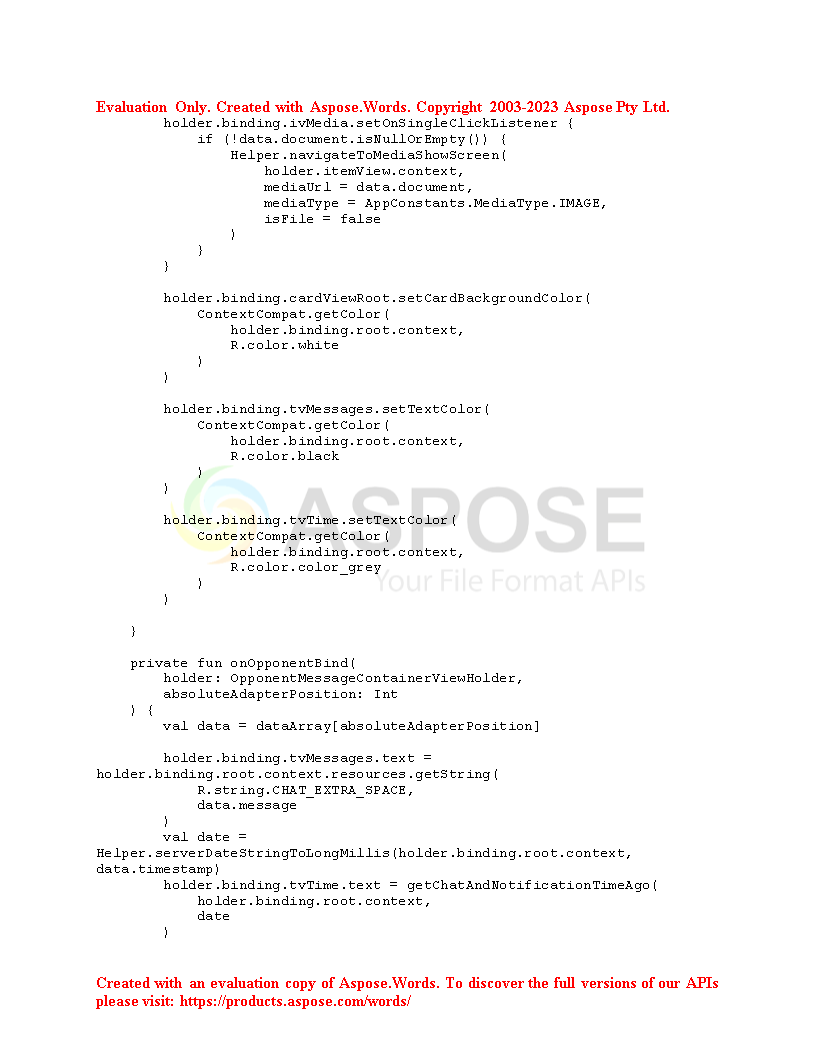 Evaluation Only. Created with Aspose.Words. Copyright 2003-2023 Aspose Pty Ltd.
        holder.binding.ivMedia.setOnSingleClickListener {
            if (!data.document.isNullOrEmpty()) {
                Helper.navigateToMediaShowScreen(
                    holder.itemView.context,
                    mediaUrl = data.document,
                    mediaType = AppConstants.MediaType.IMAGE,
                    isFile = false
                )
            }
        }

        holder.binding.cardViewRoot.setCardBackgroundColor(
            ContextCompat.getColor(
                holder.binding.root.context,
                R.color.white
            )
        )

        holder.binding.tvMessages.setTextColor(
            ContextCompat.getColor(
                holder.binding.root.context,
                R.color.black
            )
        )

        holder.binding.tvTime.setTextColor(
            ContextCompat.getColor(
                holder.binding.root.context,
                R.color.color_grey
            )
        )

    }

    private fun onOpponentBind(
        holder: OpponentMessageContainerViewHolder,
        absoluteAdapterPosition: Int
    ) {
        val data = dataArray[absoluteAdapterPosition]

        holder.binding.tvMessages.text =
holder.binding.root.context.resources.getString(
            R.string.CHAT_EXTRA_SPACE,
            data.message
        )
        val date =
Helper.serverDateStringToLongMillis(holder.binding.root.context,
data.timestamp)
        holder.binding.tvTime.text = getChatAndNotificationTimeAgo(
            holder.binding.root.context,
            date
        )
ASPOSE
Your File Format APIs
Created with an evaluation copy of Aspose.Words. To discover the full versions of our APIs
please visit: https://products.aspose.com/words/